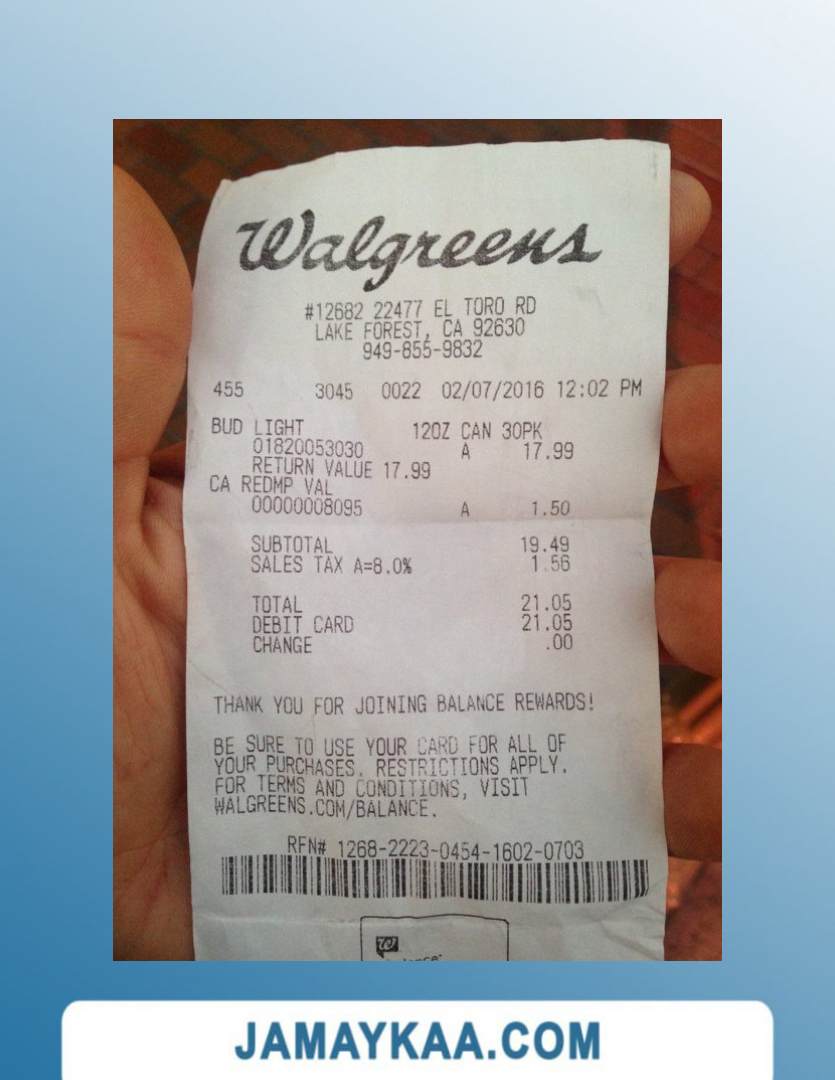 Walgreens
#12682 22477 EL TORO RD
LAKE FOREST, CA 92630
949-855-9832
455 3045 0022 02/07/2016 12:02 PM
BUD LIGHT 12OZ CAN 30PK
01820053030 A 17.99
RETURN VALUE 17.99
CA REDMP VAL
00000008095 A 1.50
SUBTOTAL 19.49
SALES TAX A=8.0% 1.56
TOTAL 21.05
DEBIT CARD 21.05
CHANGE .00
THANK YOU FOR JOINING BALANCE REWARDS!
BE SURE TO USE YOUR CARD FOR ALL OF
YOUR PURCHASES. RESTRICTIONS APPLY.
FOR TERMS AND CONDITIONS, VISIT
WALGREENS.COM/BALANCE.
RFN# 1268-2223-0454-1602-0703
W
JAMAYKAA.COM